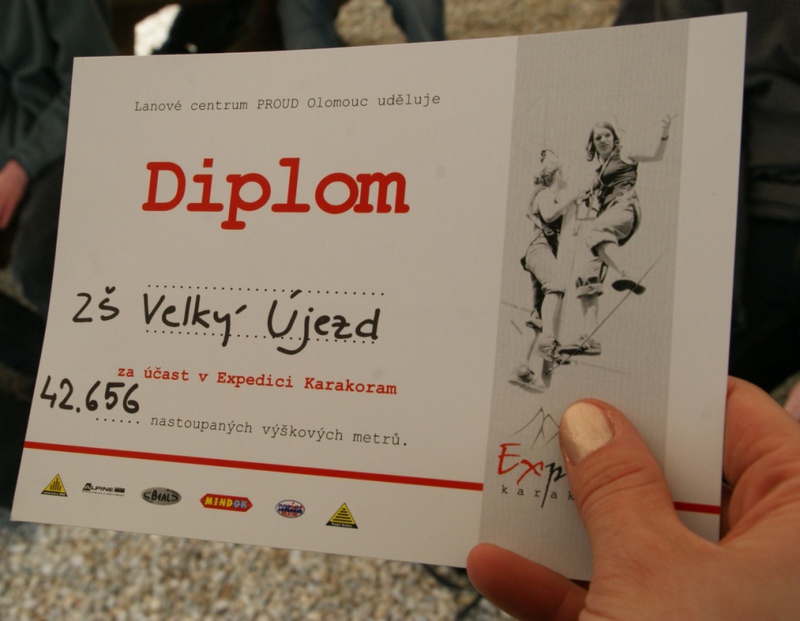 Lanové centrum PROUD Olomouc uděluje
Diplom
ZŠ Velký Újezd
za účast v Expedici Karakoram
42.656 nastoupaných výškových metrů.
BEAL
MINDOK